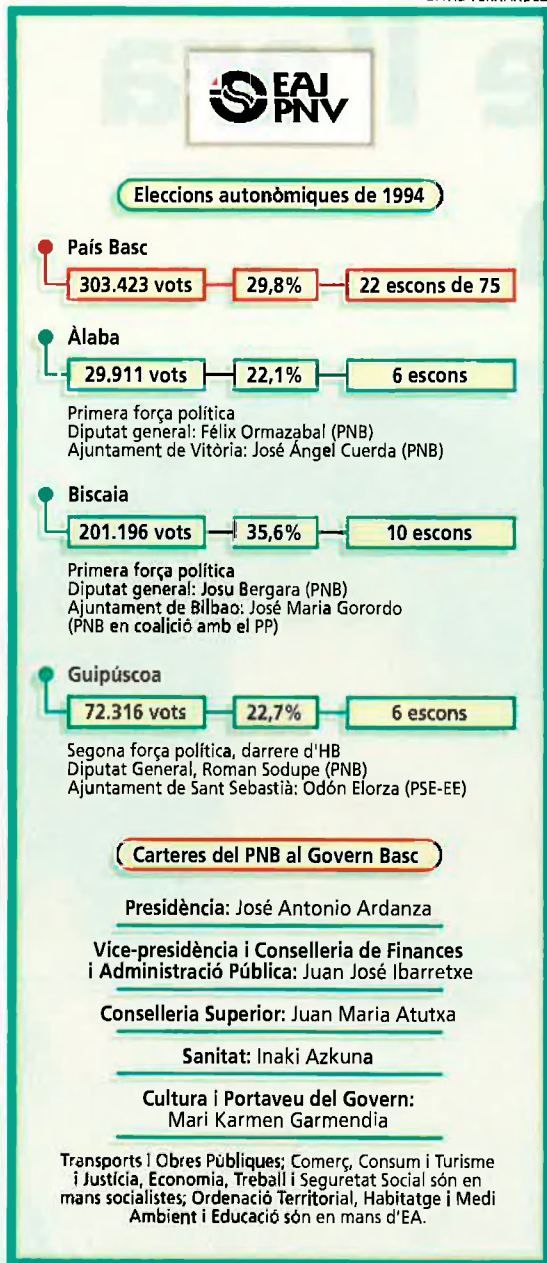 EAJ
PNV
Eleccions autonòmiques de 1994
País Basc
303.423 vots 29,8% 22 escons de 75
Àlaba
29.911 vots 22,1% 6 escons
Primera força política
Diputat general: Félix Ormazabal (PNB)
Ajuntament de Vitòria: José Ángel Cuerda (PNB)
Biscaia
201.196 vots 35,6% 10 escons
Primera força política
Diputat general: Josu Bergara (PNB)
Ajuntament de Bilbao: José Maria Gorordo
(PNB en coalició amb el PP)
Guipúscoa
72.316 vots 22,7% 6 escons
Segona força política, darrere d'HB
Diputat General, Roman Sodupe (PNB)
Ajuntament de Sant Sebastià: Odón Elorza (PSE-EE)
Carteres del PNB al Govern Basc
Presidència: José Antonio Ardanza
Vice-presidència i Conselleria de Finances
i Administració Pública: Juan José Ibarretxe
Conselleria Superior: Juan Maria Atutxa
Sanitat: Inaki Azkuna
Cultura i Portaveu del Govern:
Mari Karmen Garmendia
Transports i Obres Públiques; Comerç, Consum i Turisme
i Justícia, Economia, Treball i Seguretat Social són en
mans socialistes; Ordenació Territorial, Habitatge i Medi
Ambient i Educació són en mans d'EA.